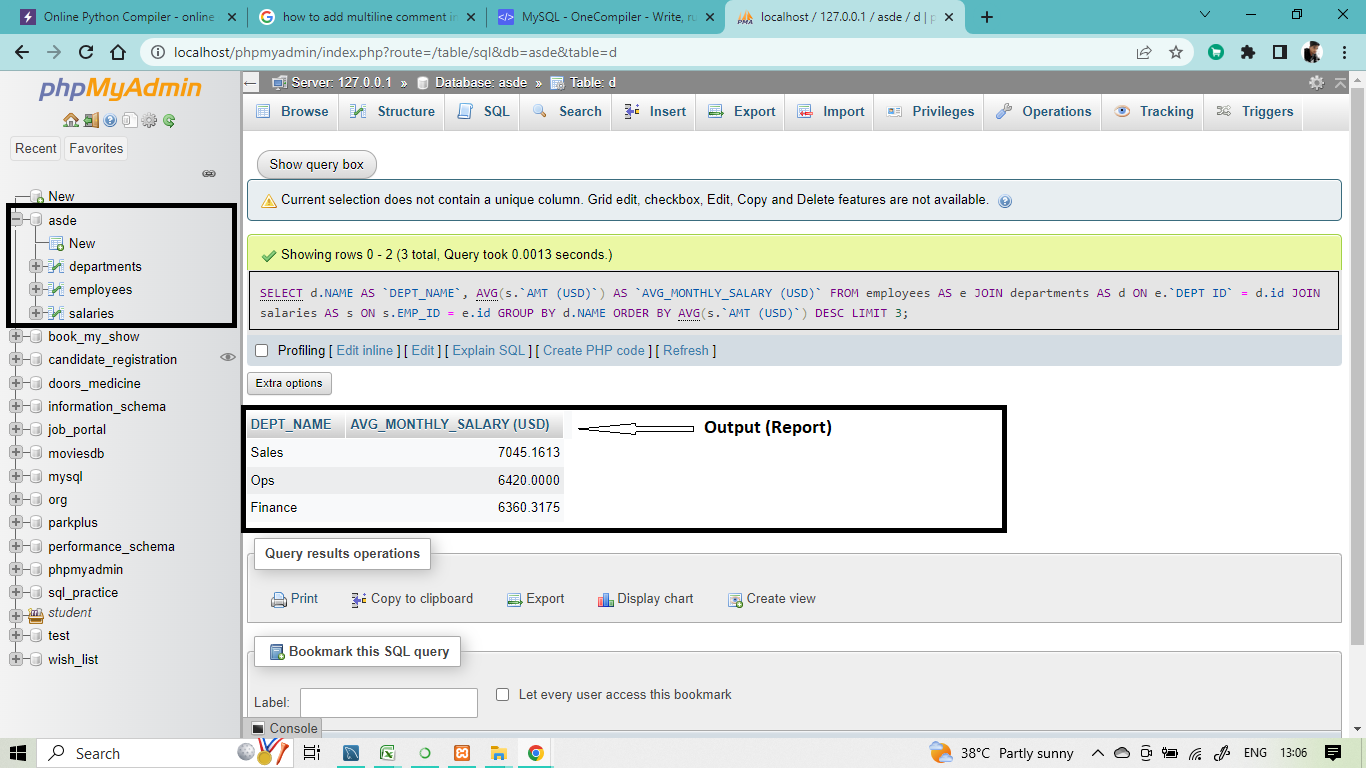 Online Python Compiler - online
how to add multiline comment in
MySQL - OneCompiler - Write, ru
localhost / 127.0.0.1 / asde / d | p
localhost/phpmyadmin/index.php?route=/table/sql&db=asde&table=d
phpMyAdmin
Recent
Favorites
New
asde
New
departments
employees
salaries
book_my_show
candidate_registration
doors_medicine
information_schema
job_portal
moviesdb
mysql
org
parkplus
performance_schema
phpmyadmin
sql_practice
student
test
wish_list
Server: 127.0.0.1 » Database: asde » Table: d
Browse Structure SQL Search Insert Export Import Privileges Operations Tracking Triggers
Show query box
Current selection does not contain a unique column. Grid edit, checkbox, Edit, Copy and Delete features are not available.
Showing rows 0 - 2 (3 total, Query took 0.0013 seconds.)
SELECT d.NAME AS `DEPT_NAME`, AVG(s.`AMT (USD)`) AS `AVG_MONTHLY_SALARY (USD)` FROM employees AS e JOIN departments AS d ON e.`DEPT ID` = d.id JOIN
salaries AS s ON s.EMP_ID = e.id GROUP BY d.NAME ORDER BY AVG(s.`AMT (USD)`) DESC LIMIT 3;
Profiling [ Edit inline ] [ Edit ] [ Explain SQL ] [ Create PHP code ] [ Refresh ]
Extra options
DEPT_NAME AVG_MONTHLY_SALARY (USD) Output (Report)
Sales 7045.1613
Ops 6420.0000
Finance 6360.3175
Query results operations
Print Copy to clipboard Export Display chart Create view
Bookmark this SQL query
Label: Let every user access this bookmark
Console
Search 38°C Partly sunny ENG 13:06